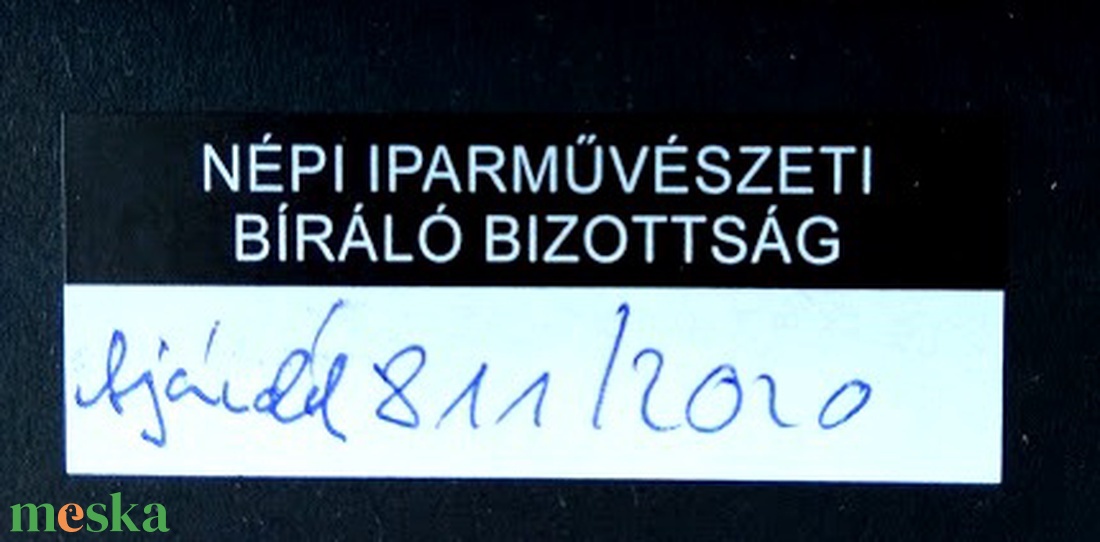 NÉPI IPARMŰVÉSZETI
BÍRÁLÓ BIZOTTSÁG
811/2020
meska